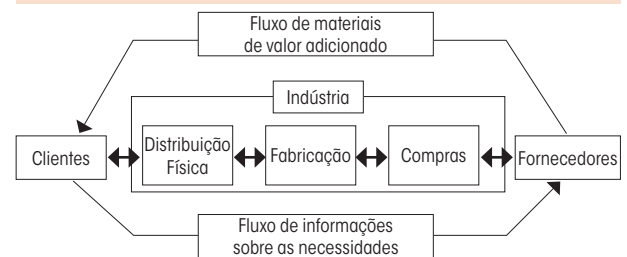 Fluxo de materiais
de valor adicionado
Indústria
Clientes
Distribuição
Física
Fabricação
Compras
Fornecedores
Fluxo de informações
sobre as necessidades